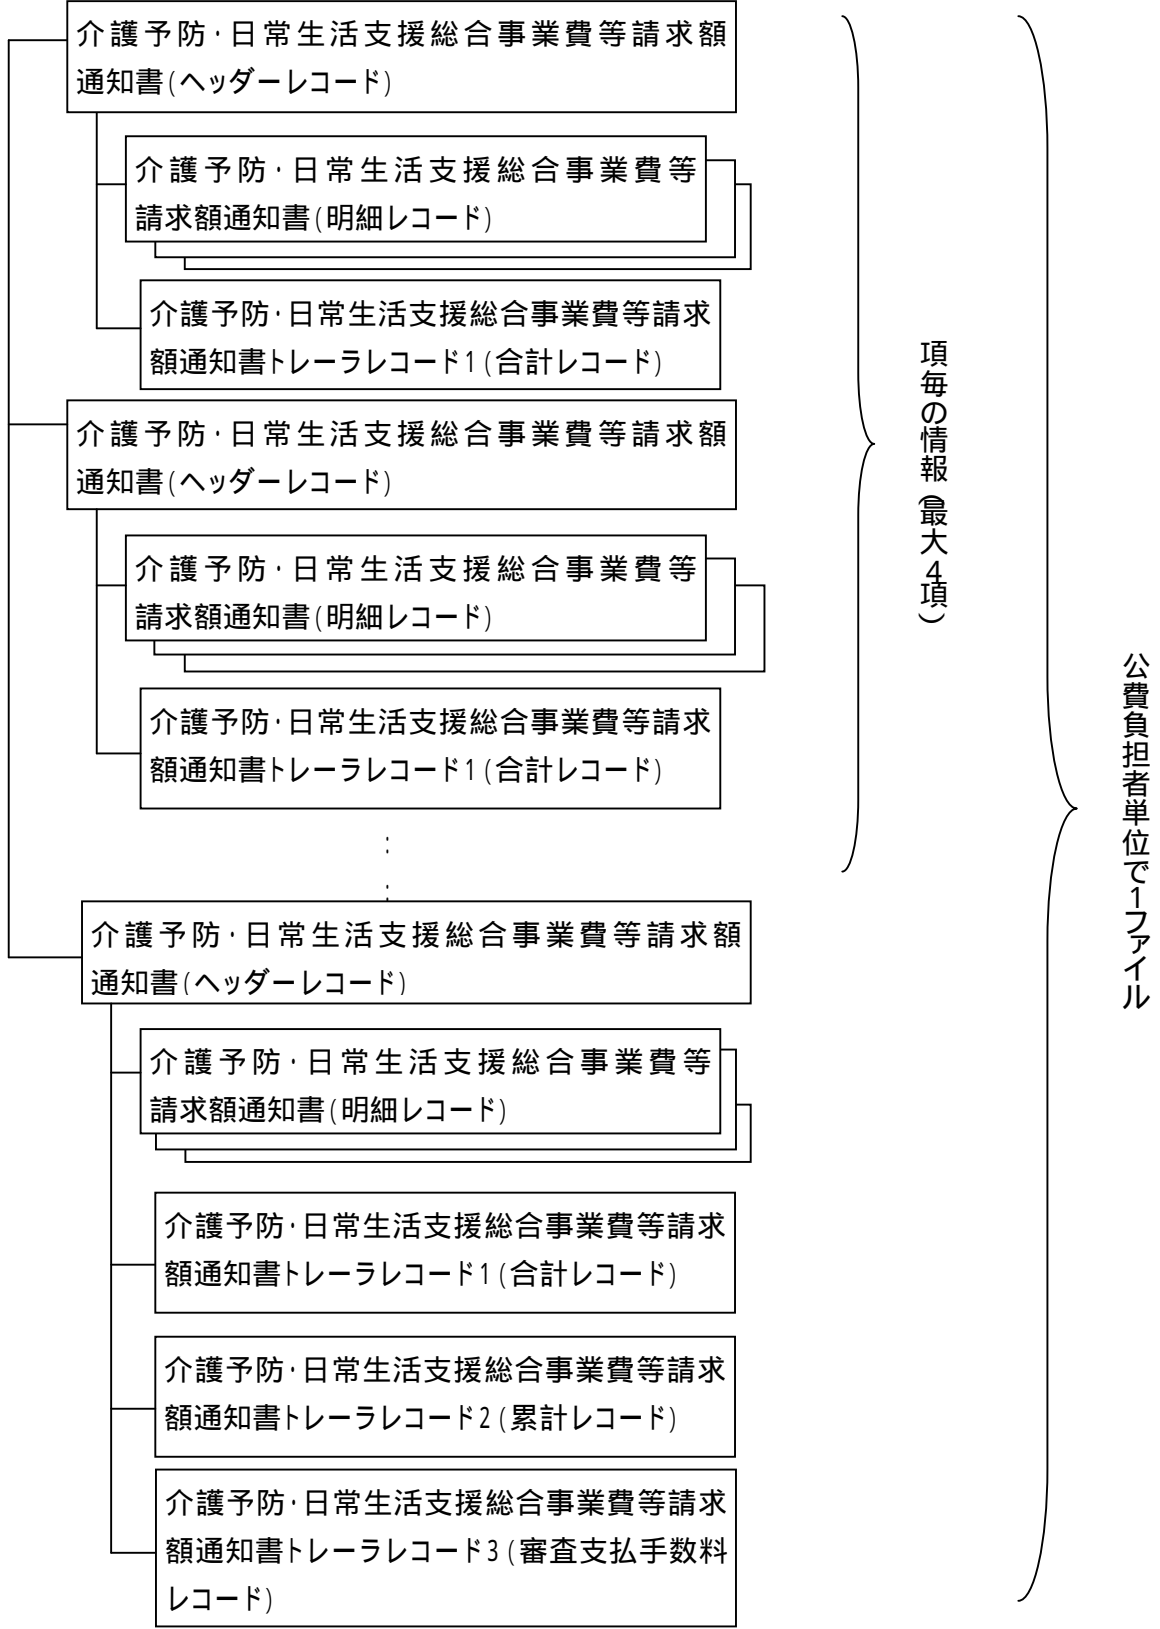 介護予防・日常生活支援総合事業費等請求額
通知書(ヘッダーレコード)
介護予防・日常生活支援総合事業費等
請求額通知書(明細レコード)
介護予防・日常生活支援総合事業費等請求
額通知書トレーラレコード1(合計レコード)
介護予防・日常生活支援総合事業費等請求額
通知書(ヘッダーレコード)
介護予防・日常生活支援総合事業費等
請求額通知書(明細レコード)
介護予防・日常生活支援総合事業費等請求
額通知書トレーラレコード1(合計レコード)
介護予防・日常生活支援総合事業費等請求額
通知書(ヘッダーレコード)
介護予防・日常生活支援総合事業費等
請求額通知書(明細レコード)
介護予防・日常生活支援総合事業費等請求
額通知書トレーラレコード1(合計レコード)
介護予防・日常生活支援総合事業費等請求
額通知書トレーラレコード2(累計レコード)
介護予防・日常生活支援総合事業費等請求
額通知書トレーラレコード3(審査支払手数料
レコード)
項毎の情報(最大4項)
公費負担者単位で1ファイル